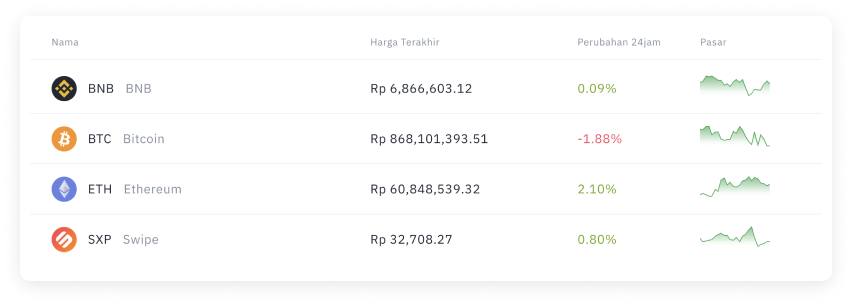 Nama Harga Terakhir Perubahan 24jam Pasar
BNB BNB Rp 6,866,603.12 0.09%
BTC Bitcoin Rp 868,101,393.51 -1.88%
ETH Ethereum Rp 60,848,539.32 2.10%
SXP Swipe Rp 32,708.27 0.80%